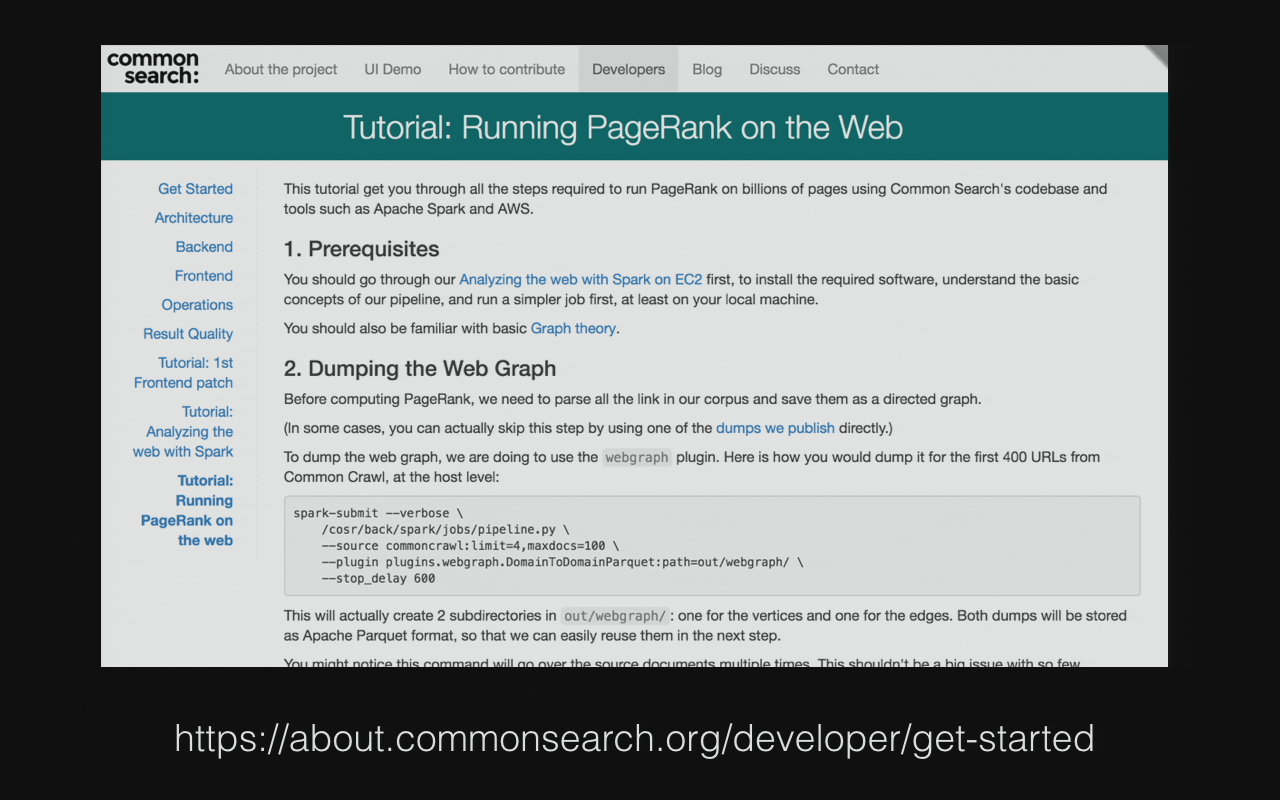 common
search:
About the project
UI Demo
How to contribute
Developers
Blog
Discuss
Contact
Tutorial: Running PageRank on the Web
Get Started
Architecture
Backend
Frontend
Operations
Result Quality
Tutorial: 1st
Frontend patch
Tutorial:
Analyzing the
web with Spark
Tutorial:
Running
PageRank on
the web
This tutorial get you through all the steps required to run PageRank on billions of pages using Common Search's codebase and
tools such as Apache Spark and AWS.
1. Prerequisites
You should go through our Analyzing the web with Spark on EC2 first, to install the required software, understand the basic
concepts of our pipeline, and run a simpler job first, at least on your local machine.
You should also be familiar with basic Graph theory.
2. Dumping the Web Graph
Before computing PageRank, we need to parse all the link in our corpus and save them as a directed graph.
(In some cases, you can actually skip this step by using one of the dumps we publish directly.)
To dump the web graph, we are doing to use the webgraph plugin. Here is how you would dump it for the first 400 URLs from
Common Crawl, at the host level:
spark-submit --verbose \
/cosr/back/spark/jobs/pipeline.py \
--source commoncrawl:limit=4,maxdocs=100 \
--plugin plugins.webgraph.DomainToDomainParquet:path=out/webgraph/ \
--stop_delay 600
This will actually create 2 subdirectories in out/webgraph/ : one for the vertices and one for the edges. Both dumps will be stored
as Apache Parquet format, so that we can easily reuse them in the next step.
You might notice this command will go over the source documents multiple times. This shouldn't be a big issue with so few
https://about.commonsearch.org/developer/get-started